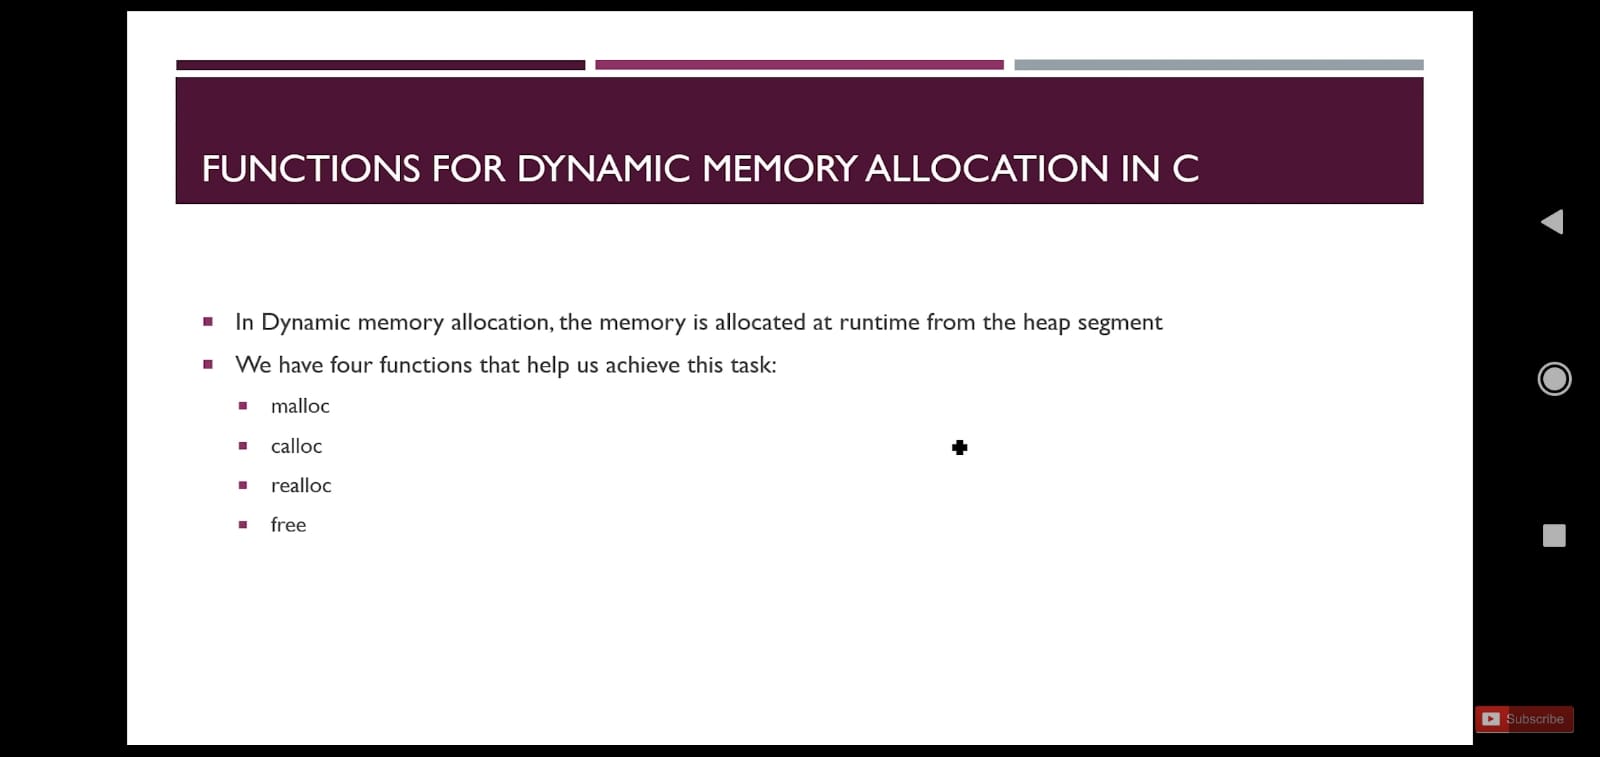 FUNCTIONS FOR DYNAMIC MEMORY ALLOCATION IN C
In Dynamic memory allocation, the memory is allocated at runtime from the heap segment
We have four functions that help us achieve this task:
malloc
calloc
realloc
free
Subscribe